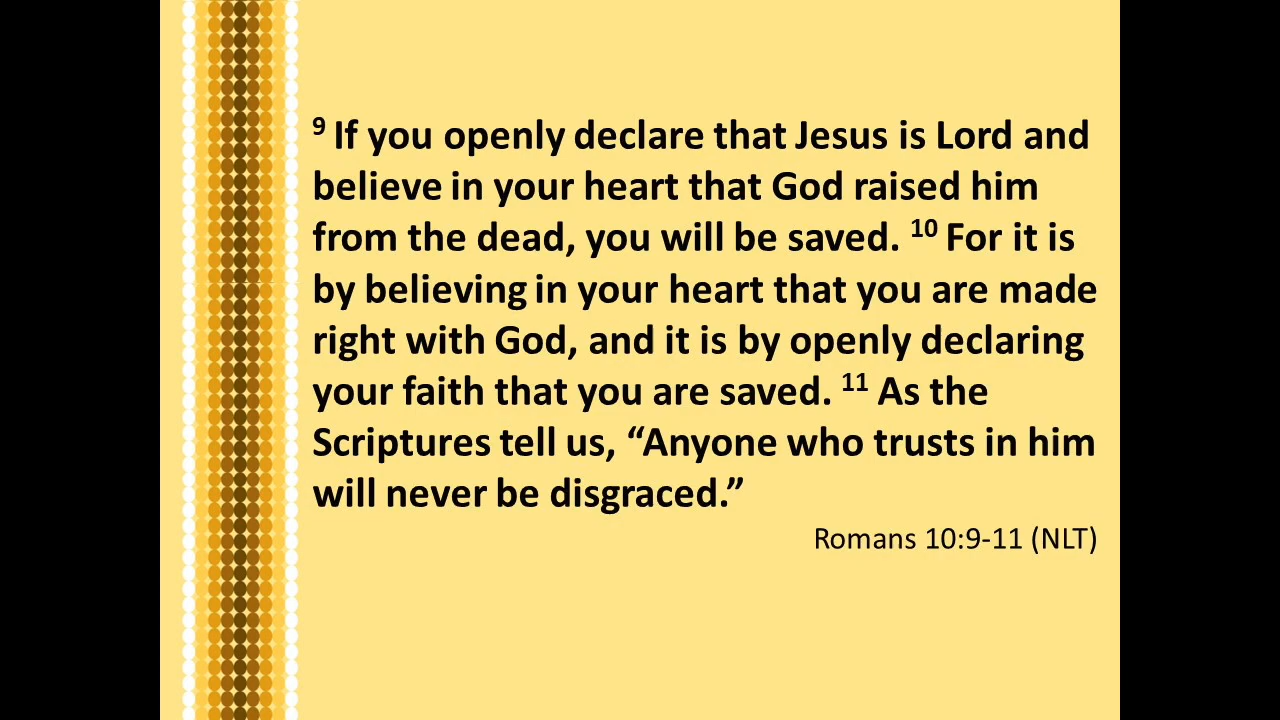 9 If you openly declare that Jesus is Lord and
believe in your heart that God raised him
from the dead, you will be saved. 10 For it is
by believing in your heart that you are made
right with God, and it is by openly declaring
your faith that you are saved. 11 As the
Scriptures tell us, “Anyone who trusts in him
will never be disgraced.”
Romans 10:9-11 (NLT)